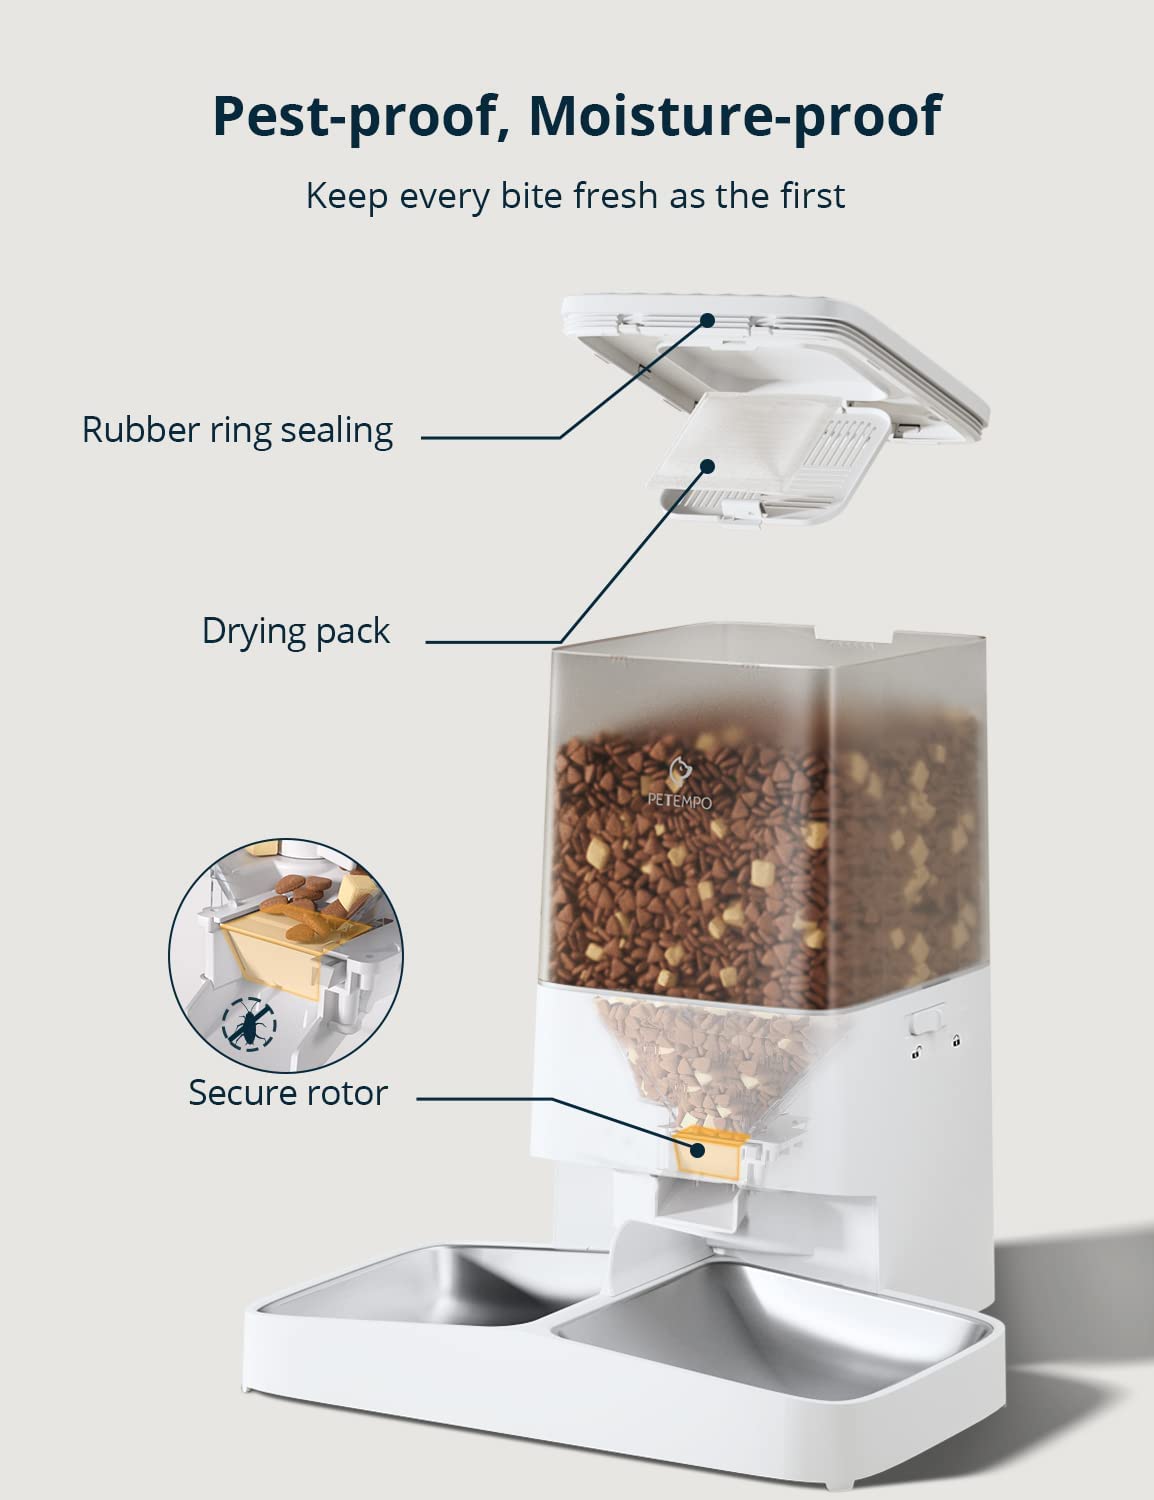 Pest-proof, Moisture-proof
Keep every bite fresh as the first
Rubber ring sealing
Drying pack
PETEMPO
Secure rotor